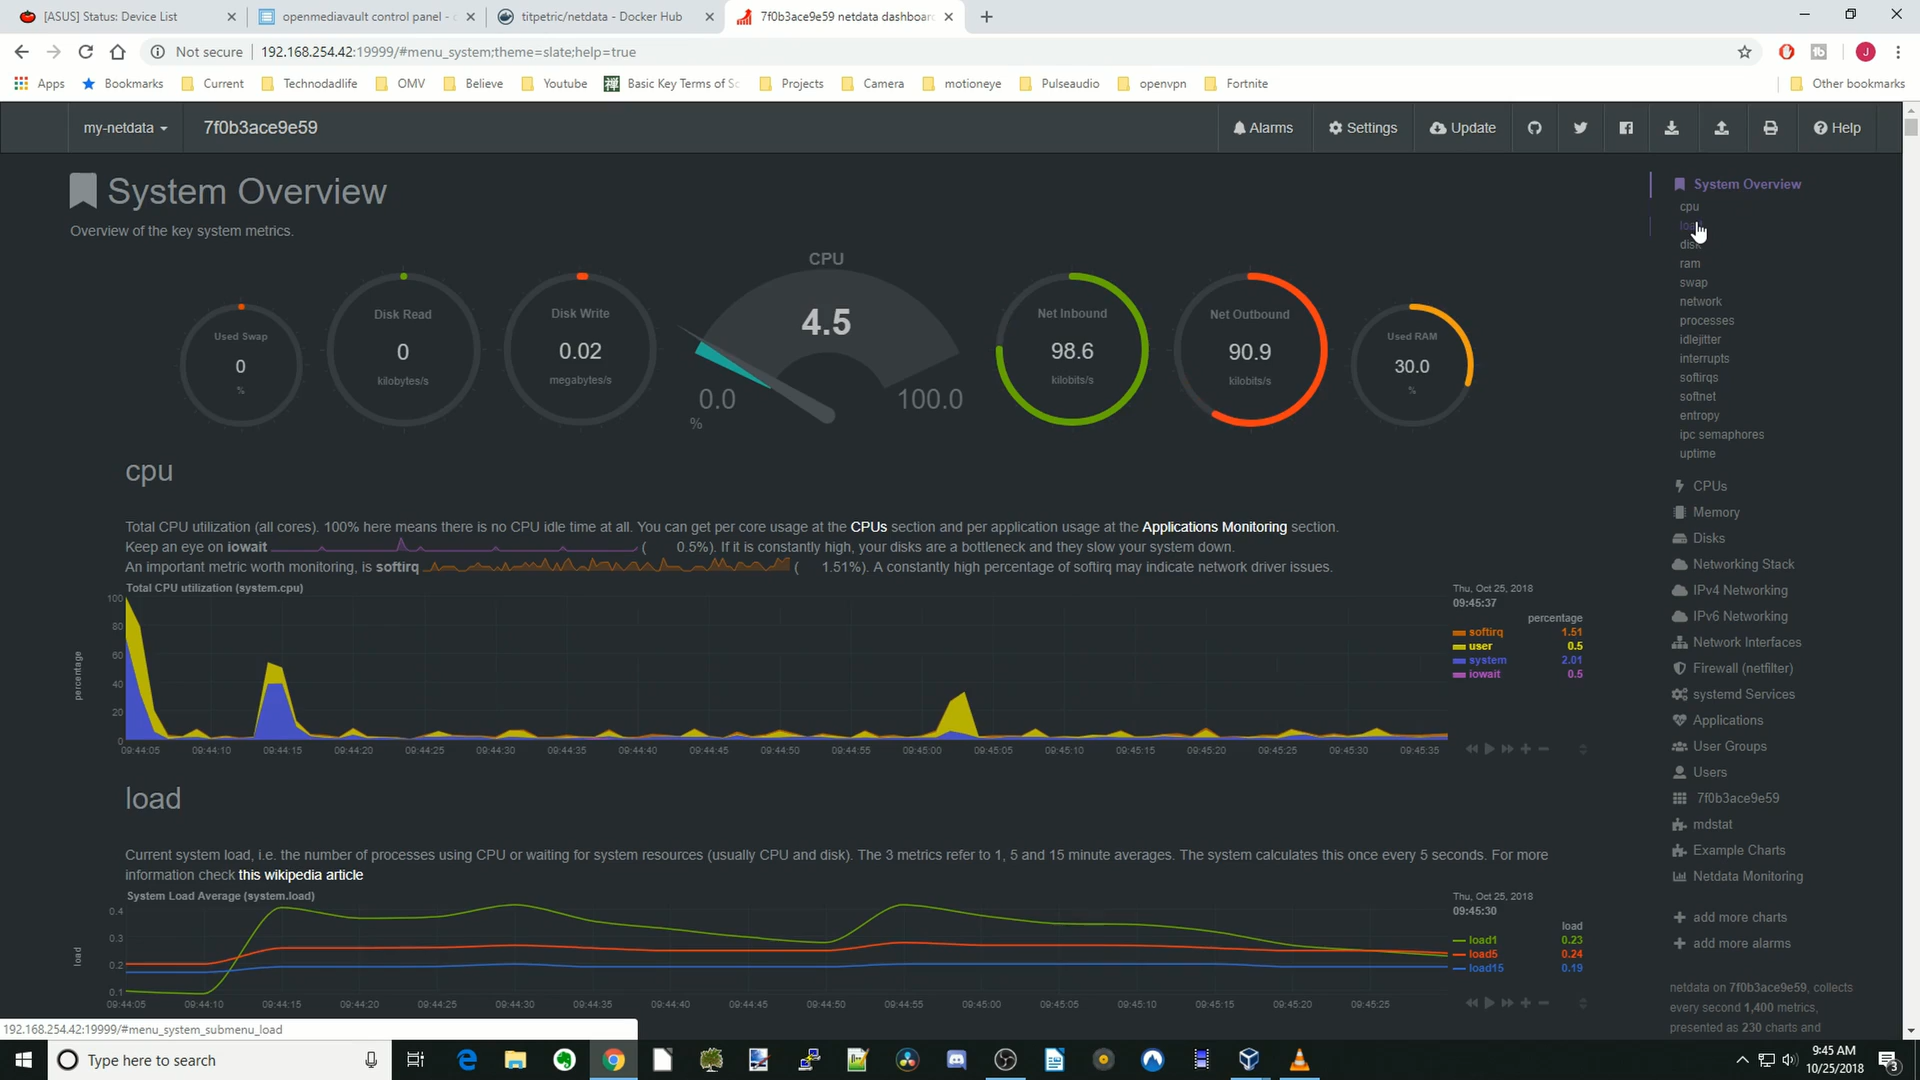 [ASUS] Status: Device List
openmediavault control panel -
titpetric/netdata - Docker Hub
7f0b3ace9e59 netdata dashboard
Not secure
192.168.254.42:19999/#menu_system;theme=slate;help=true
J
Apps
Bookmarks
Current
Technodadlife
OMV
Believe
Youtube
Basic Key Terms of Sc
Projects
Camera
motioneye
Pulseaudio
openvpn
Fortnite
Other bookmarks
my-netdata
7f0b3ace9e59
Alarms
Settings
Update
Help
System Overview
Overview of the key system metrics.
Used Swap
0
%
Disk Read
0
kilobytes/s
Disk Write
0.02
megabytes/s
CPU
4.5
0.0
100.0
%
Net Inbound
98.6
kilobits/s
Net Outbound
90.9
kilobits/s
Used RAM
30.0
%
cpu
Total CPU utilization (all cores). 100% here means there is no CPU idle time at all. You can get per core usage at the CPUs section and per application usage at the Applications Monitoring section.
Keep an eye on iowait ( 0.5%). If it is constantly high, your disks are a bottleneck and they slow your system down.
An important metric worth monitoring, is softirq ( 1.51%). A constantly high percentage of softirq may indicate network driver issues.
Total CPU utilization (system.cpu)
percentage
100
80
60
40
20
0
09:44:05 09:44:10 09:44:15 09:44:20 09:44:25 09:44:30 09:44:35 09:44:40 09:44:45 09:44:50 09:44:55 09:45:00 09:45:05 09:45:10 09:45:15 09:45:20 09:45:25 09:45:30 09:45:35
Thu, Oct 25, 2018
09:45:37
percentage
softirq 1.51
user 0.5
system 2.01
iowait 0.5
load
Current system load, i.e. the number of processes using CPU or waiting for system resources (usually CPU and disk). The 3 metrics refer to 1, 5 and 15 minute averages. The system calculates this once every 5 seconds. For more
information check this wikipedia article
System Load Average (system.load)
load
0.4
0.3
0.2
0.1
09:44:05 09:44:10 09:44:15 09:44:20 09:44:25 09:44:30 09:44:35 09:44:40 09:44:45 09:44:50 09:44:55 09:45:00 09:45:05 09:45:10 09:45:15 09:45:20 09:45:25
Thu, Oct 25, 2018
09:45:30
load
load1 0.23
load5 0.24
load15 0.19
System Overview
cpu
load
disk
ram
swap
network
processes
idlejitter
interrupts
softirqs
softnet
entropy
ipc semaphores
uptime
CPUs
Memory
Disks
Networking Stack
IPv4 Networking
IPv6 Networking
Network Interfaces
Firewall (netfilter)
systemd Services
Applications
User Groups
Users
7f0b3ace9e59
mdstat
Example Charts
Netdata Monitoring
add more charts
add more alarms
netdata on 7f0b3ace9e59, collects
every second 1,400 metrics,
presented as 230 charts and
192.168.254.42:19999/#menu_system_submenu_load
Type here to search
9:45 AM
10/25/2018
3